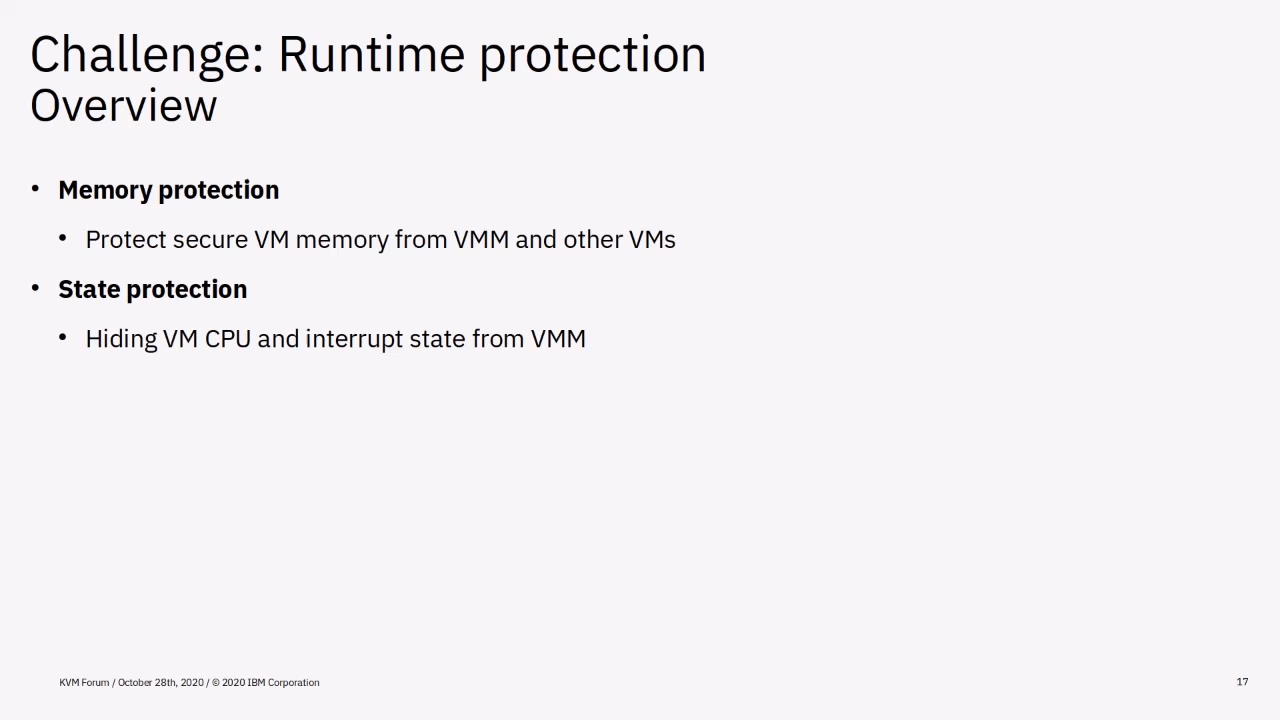 Challenge: Runtime protection
Overview
• Memory protection
• Protect secure VM memory from VMM and other VMs
• State protection
• Hiding VM CPU and interrupt state from VMM
KVM Forum / October 28th, 2020 / © 2020 IBM Corporation
17